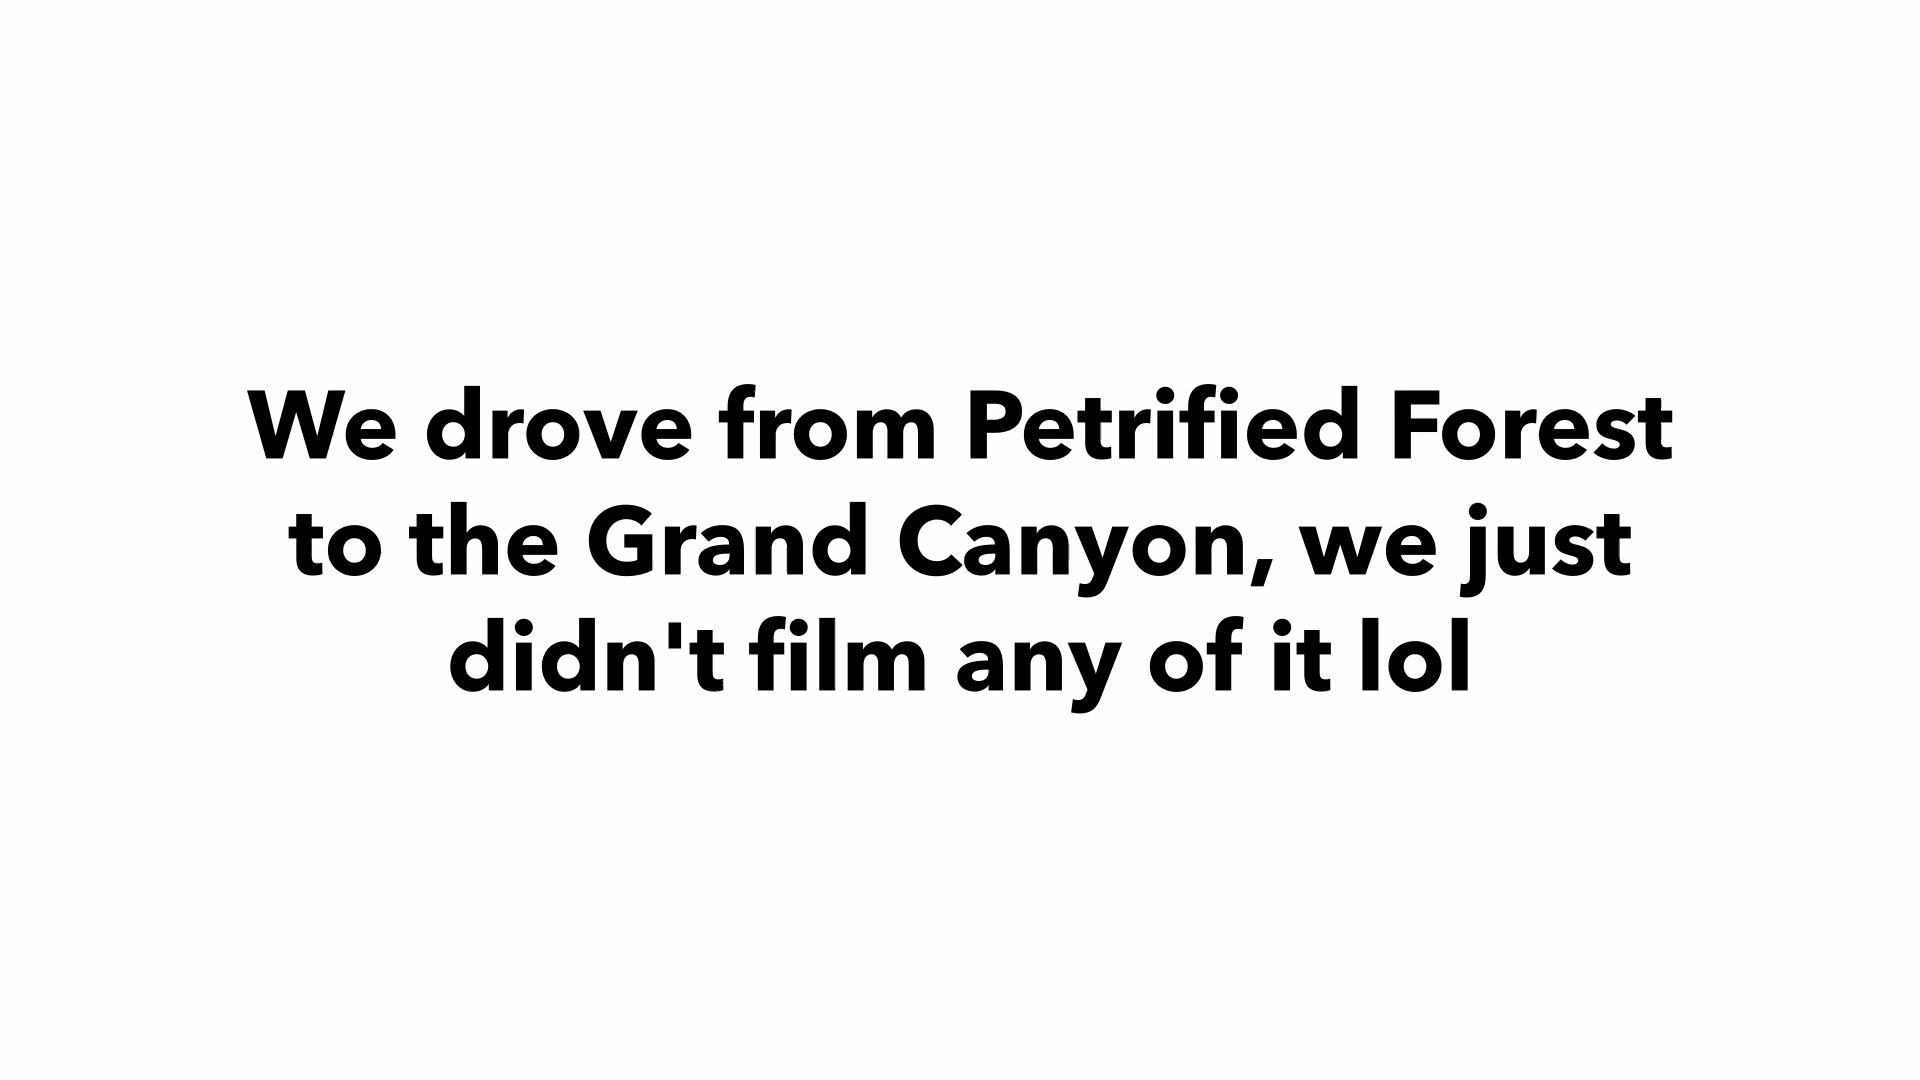 We drove from Petrified Forest
to the Grand Canyon, we just
didn't film any of it lol